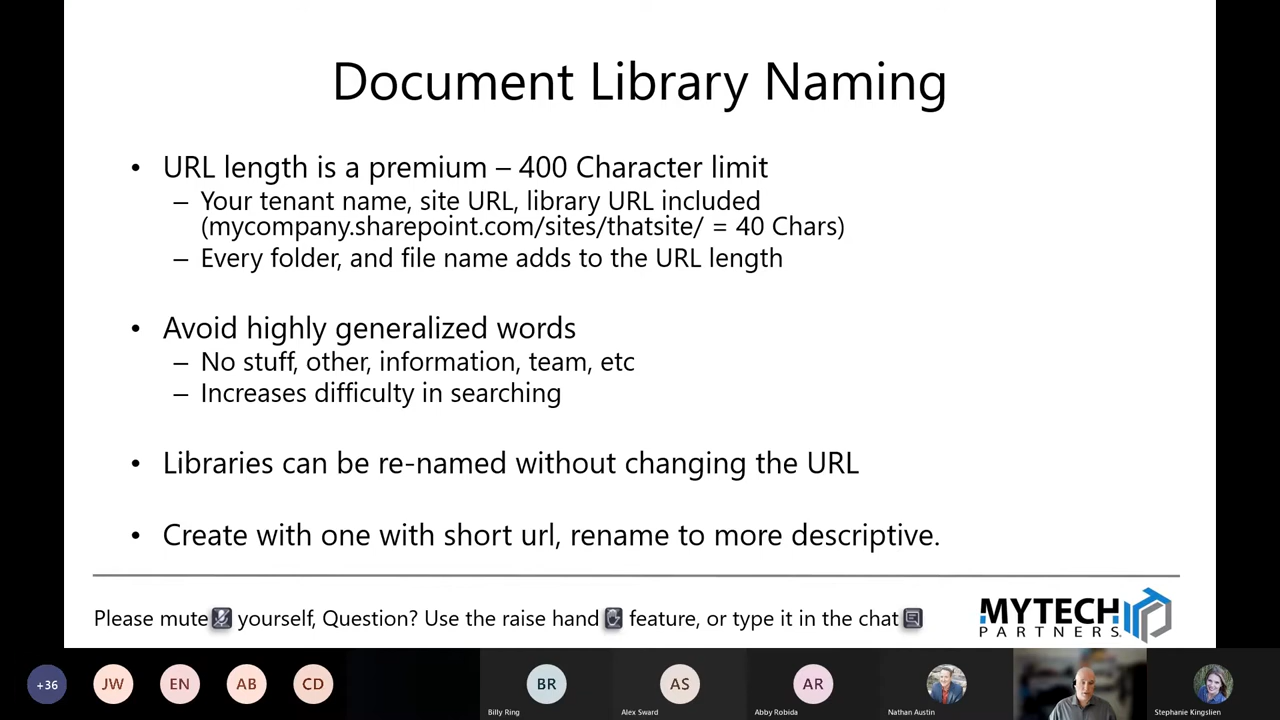 Document Library Naming
• URL length is a premium – 400 Character limit
– Your tenant name, site URL, library URL included
(mycompany.sharepoint.com/sites/thatsite/ = 40 Chars)
– Every folder, and file name adds to the URL length
• Avoid highly generalized words
– No stuff, other, information, team, etc
– Increases difficulty in searching
• Libraries can be re-named without changing the URL
• Create with one with short url, rename to more descriptive.
Please mute yourself, Question? Use the raise hand feature, or type it in the chat
MYTECH
PARTNERS
+36 JW EN AB CD BR AS AR
Billy Ring Alex Sward Abby Robida Nathan Austin Stephanie Kingslien